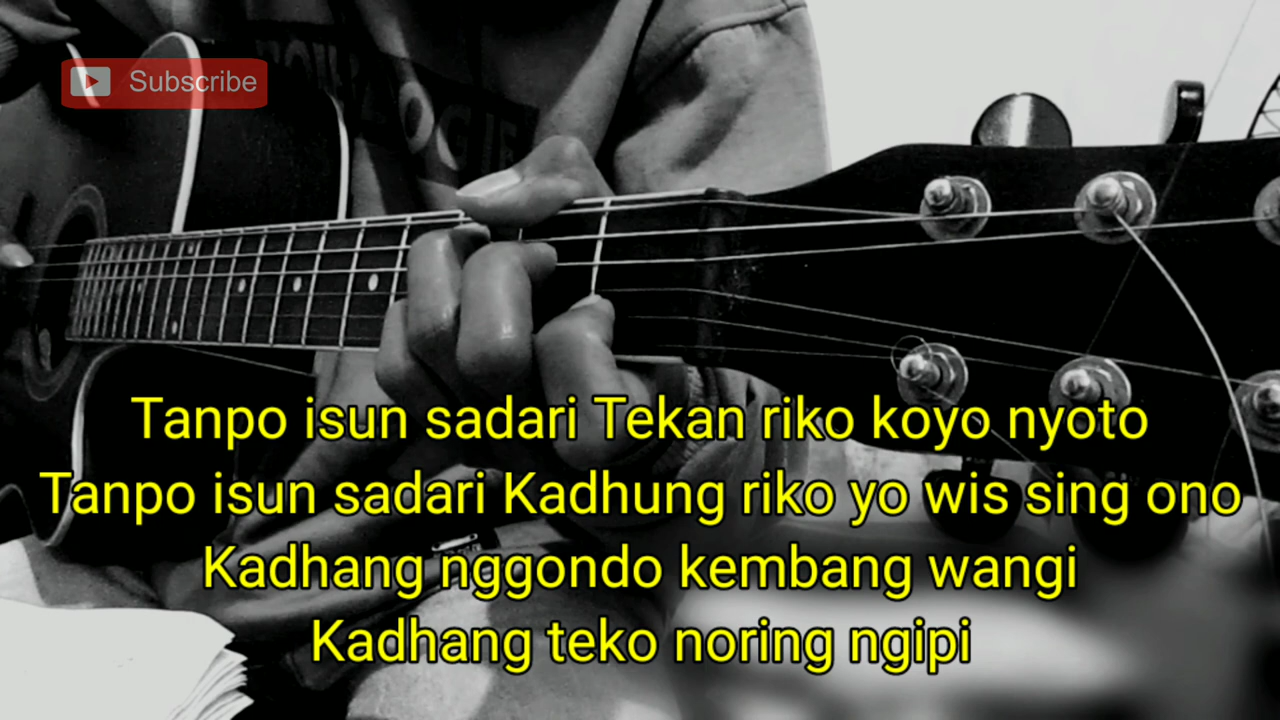 Subscribe
Tanpo isun sadari Tekan riko koyo nyoto
Tanpo isun sadari Kadhung riko yo wis sing ono
Kadhang nggondo kembang wangi
Kadhang teko noring ngipi